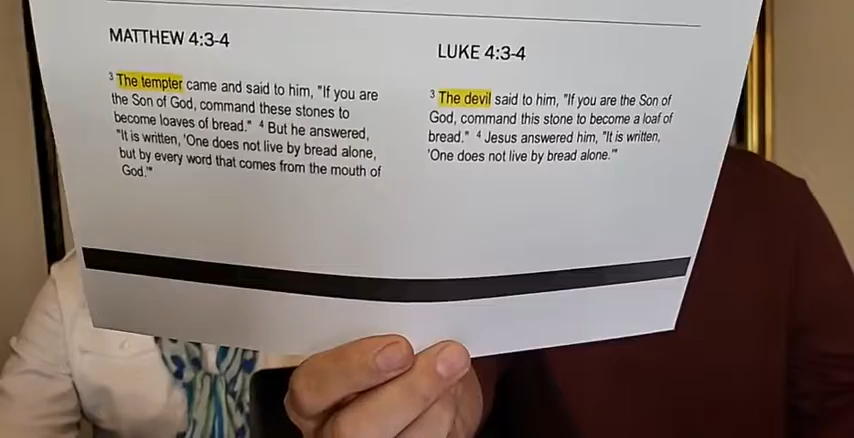 MATTHEW 4:3-4
3 The tempter came and said to him, "If you are
the Son of God, command these stones to
become loaves of bread." 4 But he answered,
"It is written, 'One does not live by bread alone,
but by every word that comes from the mouth of
God.'"
LUKE 4:3-4
3 The devil said to him, "If you are the Son of
God, command this stone to become a loaf of
bread." 4 Jesus answered him, "It is written,
'One does not live by bread alone.'"